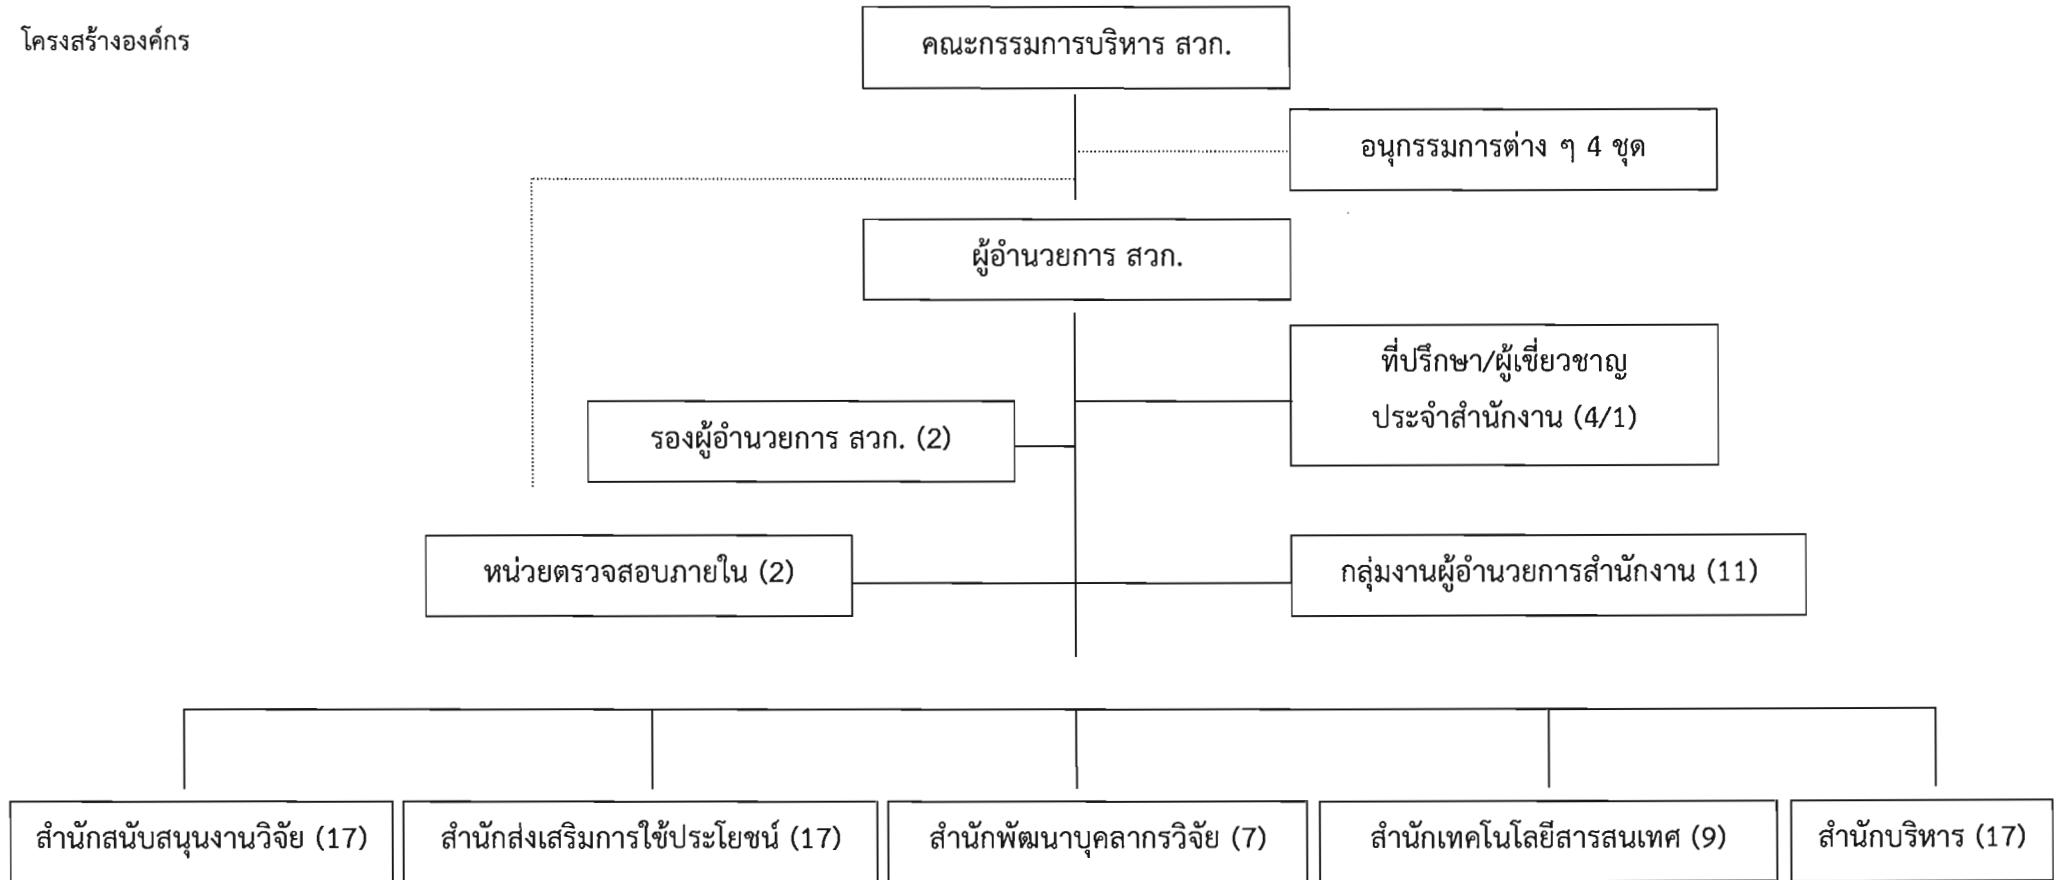 โครงสร้างองค์กร
คณะกรรมการบริหาร สวก.
อนุกรรมการต่าง ๆ 4 ชุด
ผู้อำนวยการ สวก.
ที่ปรึกษา/ผู้เชี่ยวชาญ
ประจำสำนักงาน (4/1)
รองผู้อำนวยการ สวก. (2)
หน่วยตรวจสอบภายใน (2)
กลุ่มงานผู้อำนวยการสำนักงาน (11)
สำนักสนับสนุนงานวิจัย (17)
สำนักส่งเสริมการใช้ประโยชน์ (17)
สำนักพัฒนาบุคลากรวิจัย (7)
สำนักเทคโนโลยีสารสนเทศ (9)
สำนักบริหาร (17)